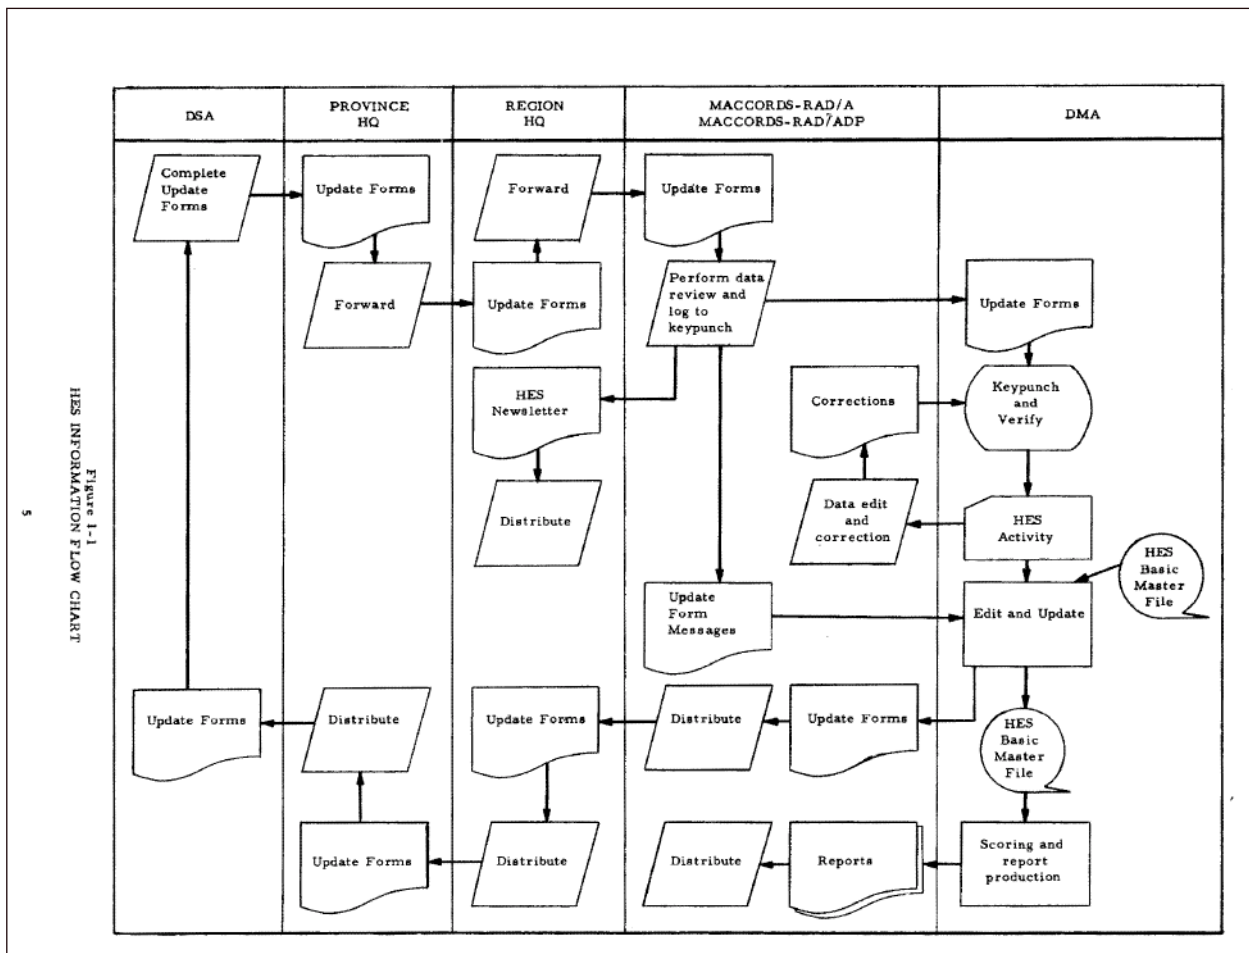 DSA
PROVINCE
HQ
REGION
HQ
MACCORDS-RAD/A
MACCORDS-RAD/ADP
DMA
Complete
Update
Forms
Update Forms
Forward
Update Forms
Forward
Update Forms
Perform data
review and
log to
keypunch
Update Forms
HES
Newsletter
Distribute
Corrections
Keypunch
and
Verify
Data edit
and
correction
HES
Activity
HES
Basic
Master
File
Update
Form
Messages
Edit and Update
Update Forms
Distribute
Update Forms
Distribute
Update Forms
HES
Basic
Master
File
Update Forms
Distribute
Distribute
Reports
Scoring and
report
production
Figure 1-1
HES INFORMATION FLOW CHART
5